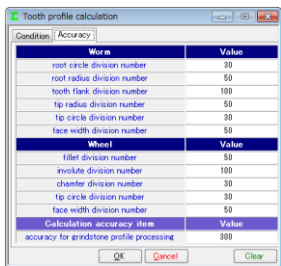 Tooth profile calculation
Condition Accuracy
Worm Value
root circle division number 30
root radius division number 50
tooth flank division number 100
tip radius division number 50
tip circle division number 30
face width division number 50
Wheel Value
fillet division number 50
involute division number 100
chamfer division number 30
tip circle division number 30
face width division number 50
Calculation accuracy item Value
accuracy for grindstone profile processing 300
OK Cancel Clear